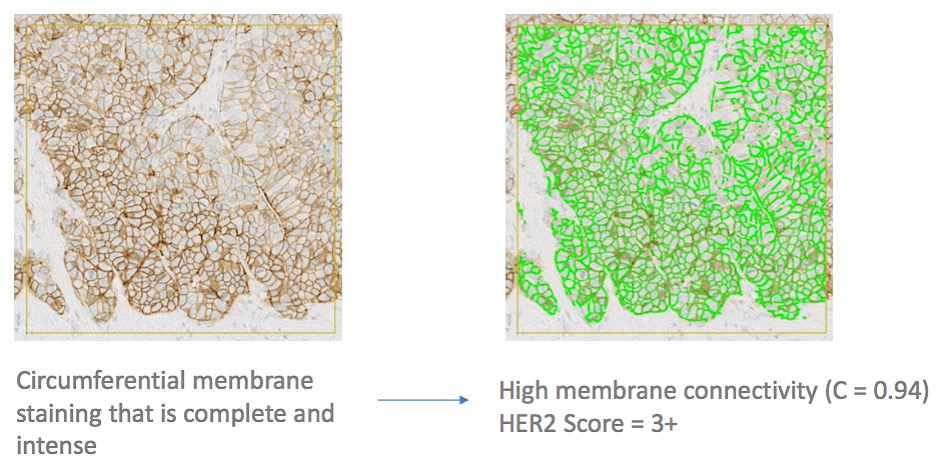 Circumferential membrane
staining that is complete and
intense
High membrane connectivity (C = 0.94)
HER2 Score = 3+